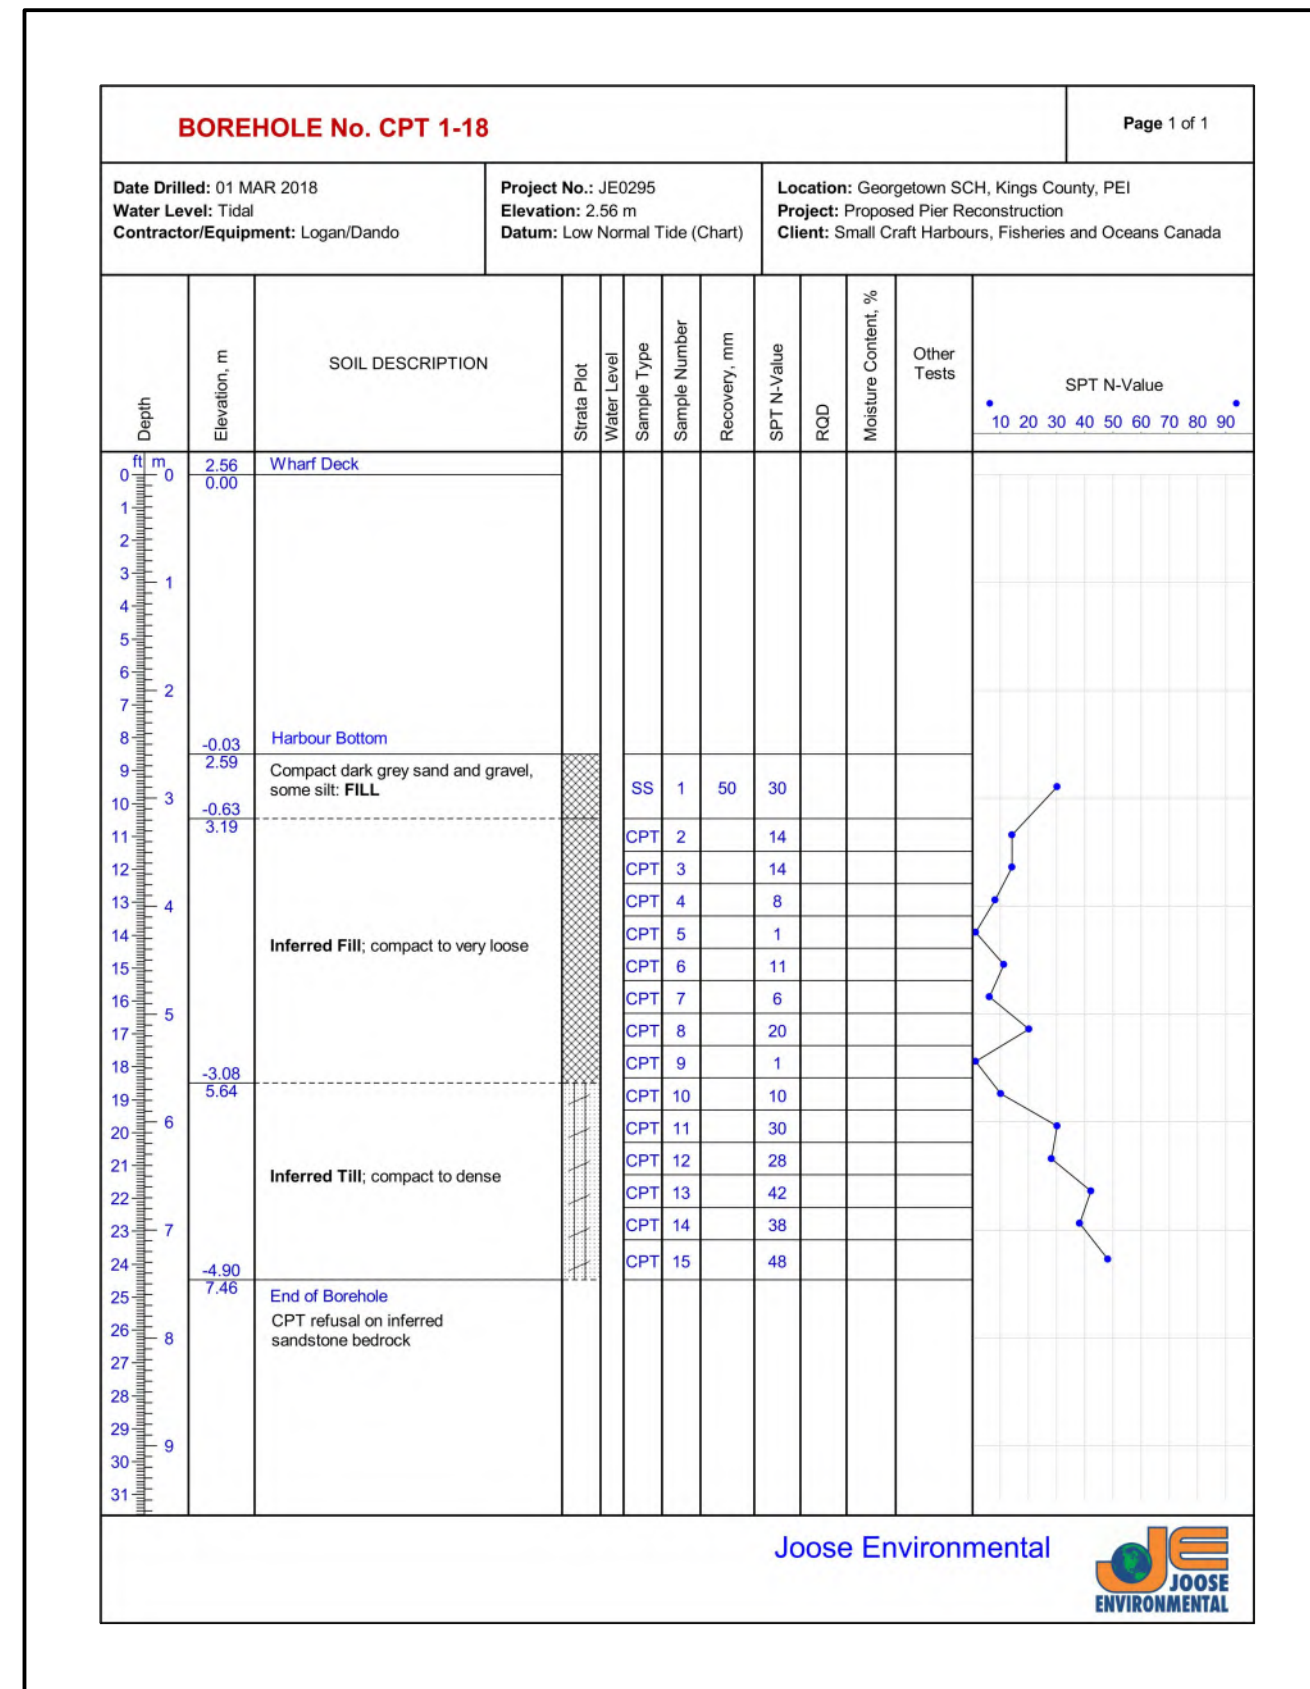 BOREHOLE No. CPT 1-18
Page 1 of 1
Date Drilled: 01 MAR 2018
Water Level: Tidal
Contractor/Equipment: Logan/Dando
Project No.: JE0295
Elevation: 2.56 m
Datum: Low Normal Tide (Chart)
Location: Georgetown SCH, Kings County, PEI
Project: Proposed Pier Reconstruction
Client: Small Craft Harbours, Fisheries and Oceans Canada
Depth
Elevation, m
SOIL DESCRIPTION
Strata Plot
Water Level
Sample Type
Sample Number
Recovery, mm
SPT N-Value
RQD
Moisture Content, %
Other
Tests
SPT N-Value
10 20 30 40 50 60 70 80 90
ft m
0 0
1
2
3
1
4
5
6
2
7
8
9
3
10
11
12
13
4
14
15
16
5
17
18
19
6
20
21
22
23 7
24
25
26
8
27
28
29
9
30
31
2.56
0.00
Wharf Deck
-0.03
2.59
Harbour Bottom
Compact dark grey sand and gravel,
some silt: FILL
-0.63
3.19
Inferred Fill; compact to very loose
-3.08
5.64
Inferred Till; compact to dense
-4.90
7.46
End of Borehole
CPT refusal on inferred
sandstone bedrock
SS 1 50 30
CPT 2 14
CPT 3 14
CPT 4 8
CPT 5 1
CPT 6 11
CPT 7 6
CPT 8 20
CPT 9 1
CPT 10 10
CPT 11 30
CPT 12 28
CPT 13 42
CPT 14 38
CPT 15 48
Joose Environmental
JE
JOOSE
ENVIRONMENTAL